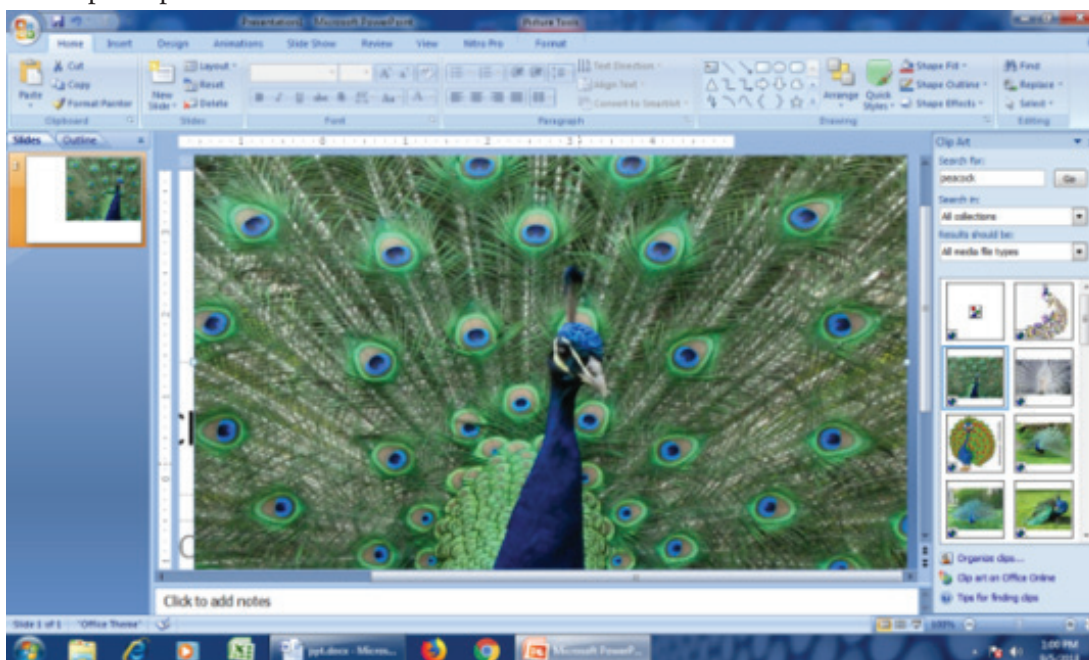 Presentation1 - Microsoft PowerPoint
Picture Tools
Home Insert Design Animations Slide Show Review View Nitro Pro Format
Paste
Cut
Copy
Format Painter
Clipboard
New Slide
Layout
Reset
Delete
Slides
Font
Text Direction
Align Text
Convert to SmartArt
Paragraph
Arrange
Quick Styles
Shape Fill
Shape Outline
Shape Effects
Drawing
Find
Replace
Select
Editing
Slides Outline
Clip Art
Search for:
peacock Go
Search in:
All collections
Results should be:
All media file types
Organize clips...
Clip art on Office Online
Tips for finding clips
Click to add notes
Slide 1 of 1 "Office Theme" 100%
ppt.docx - Micros...
Microsoft PowerP...
1:00 PM